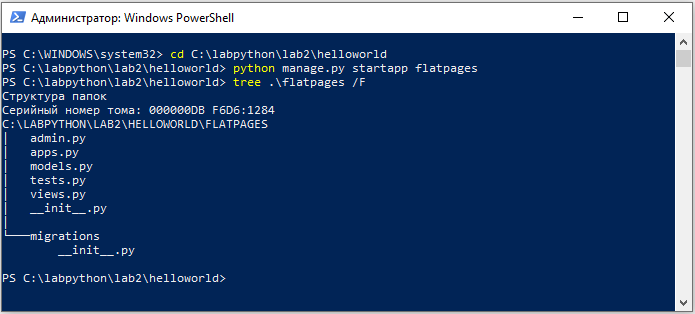 Администратор: Windows PowerShell
PS C:\WINDOWS\system32> cd C:\labpython\lab2\helloworld
PS C:\labpython\lab2\helloworld> python manage.py startapp flatpages
PS C:\labpython\lab2\helloworld> tree .\flatpages /F
Структура папок
Серийный номер тома: 000000DB F6D6:1284
C:\LABPYTHON\LAB2\HELLOWORLD\FLATPAGES
│   admin.py
│   apps.py
│   models.py
│   tests.py
│   views.py
│   __init__.py
│
└───migrations
        __init__.py
PS C:\labpython\lab2\helloworld>